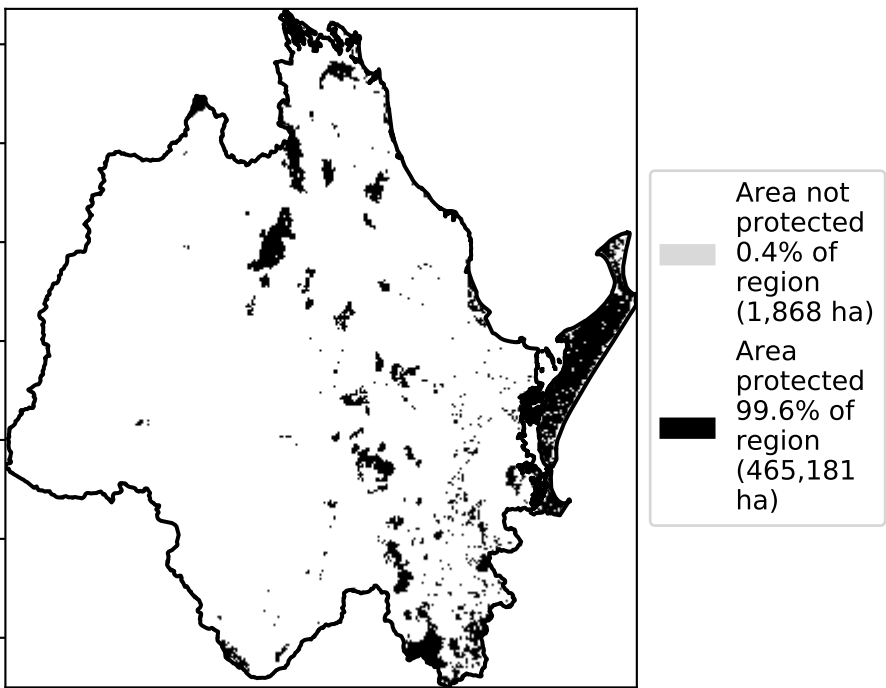 Area not
protected
0.4% of
region
(1,868 ha)
Area
protected
99.6% of
region
(465,181
ha)